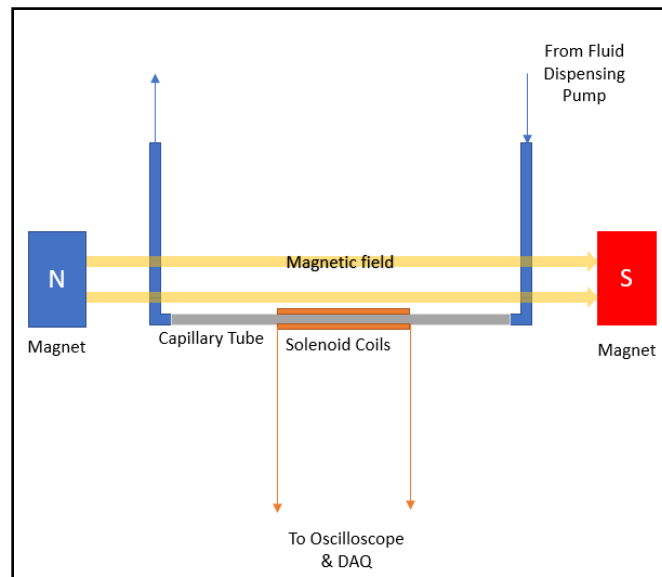 From Fluid
Dispensing
Pump
Magnetic field
N
S
Magnet
Capillary Tube
Solenoid Coils
Magnet
To Oscilloscope
& DAQ